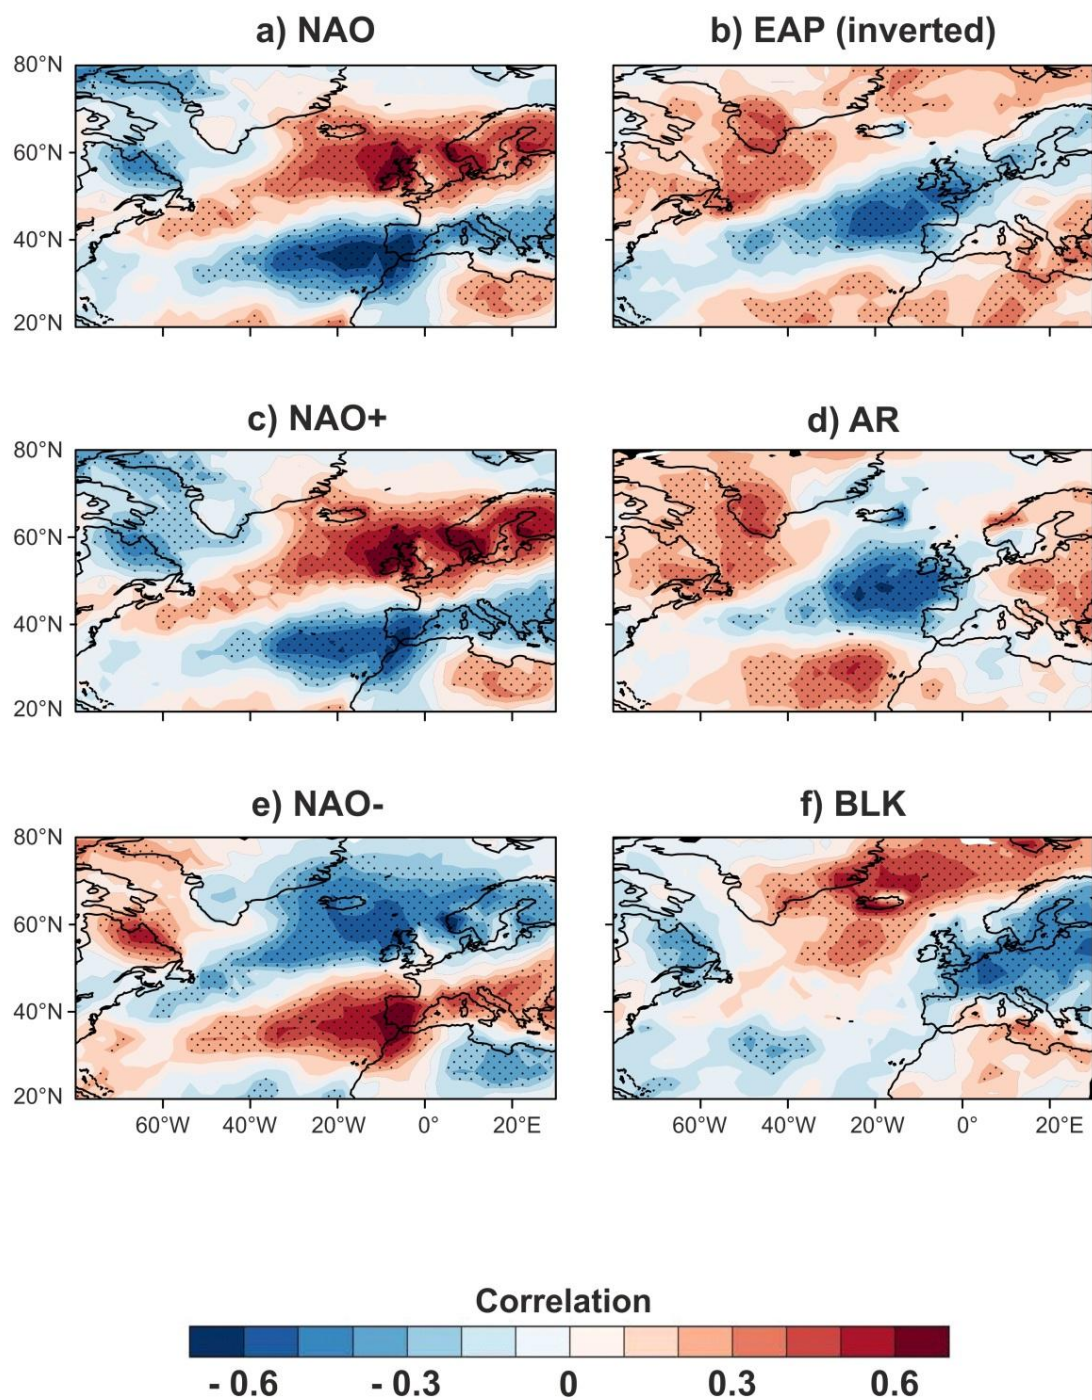 a) NAO
b) EAP (inverted)
80°N
60°N
40°N
20°N
c) NAO+
d) AR
80°N
60°N
40°N
20°N
e) NAO-
f) BLK
80°N
60°N
40°N
20°N
60°W 40°W 20°W 0° 20°E
60°W 40°W 20°W 0° 20°E
Correlation
- 0.6 - 0.3 0 0.3 0.6